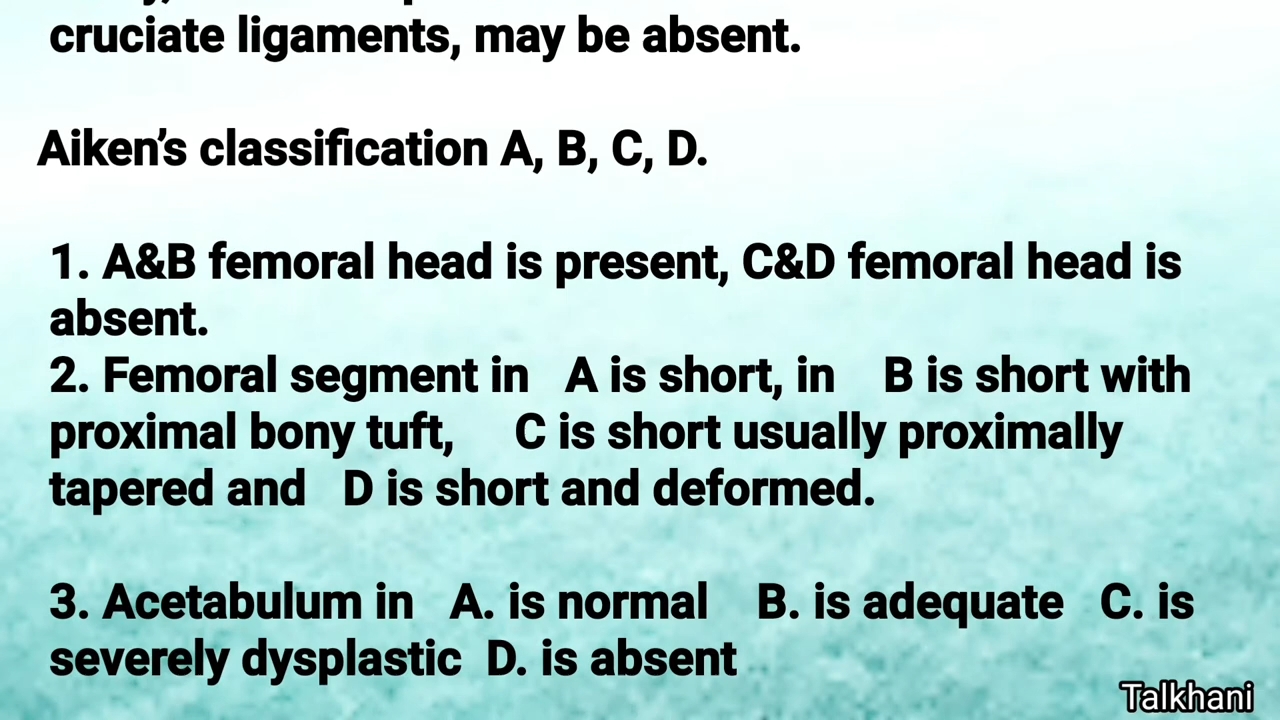 cruciate ligaments, may be absent.
Aiken’s classification A, B, C, D.
1. A&B femoral head is present, C&D femoral head is
absent.
2. Femoral segment in A is short, in B is short with
proximal bony tuft, C is short usually proximally
tapered and D is short and deformed.
3. Acetabulum in A. is normal B. is adequate C. is
severely dysplastic D. is absent
Talkhani